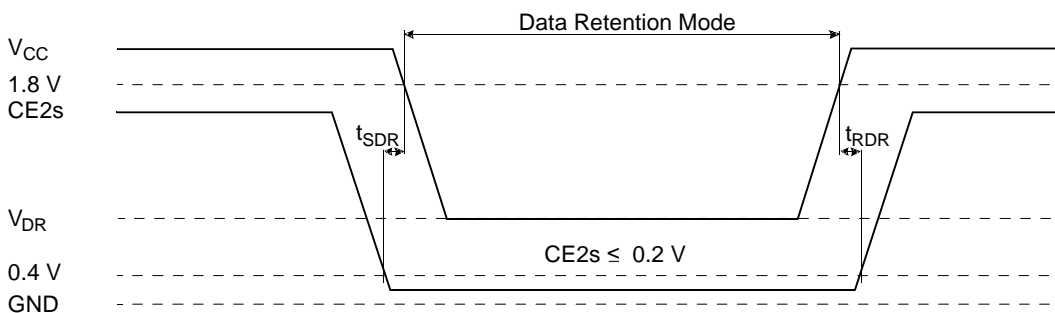 Data Retention Mode
VCC
1.8 V
CE2s
tSDR
tRDR
VDR
CE2s ≤ 0.2 V
0.4 V
GND